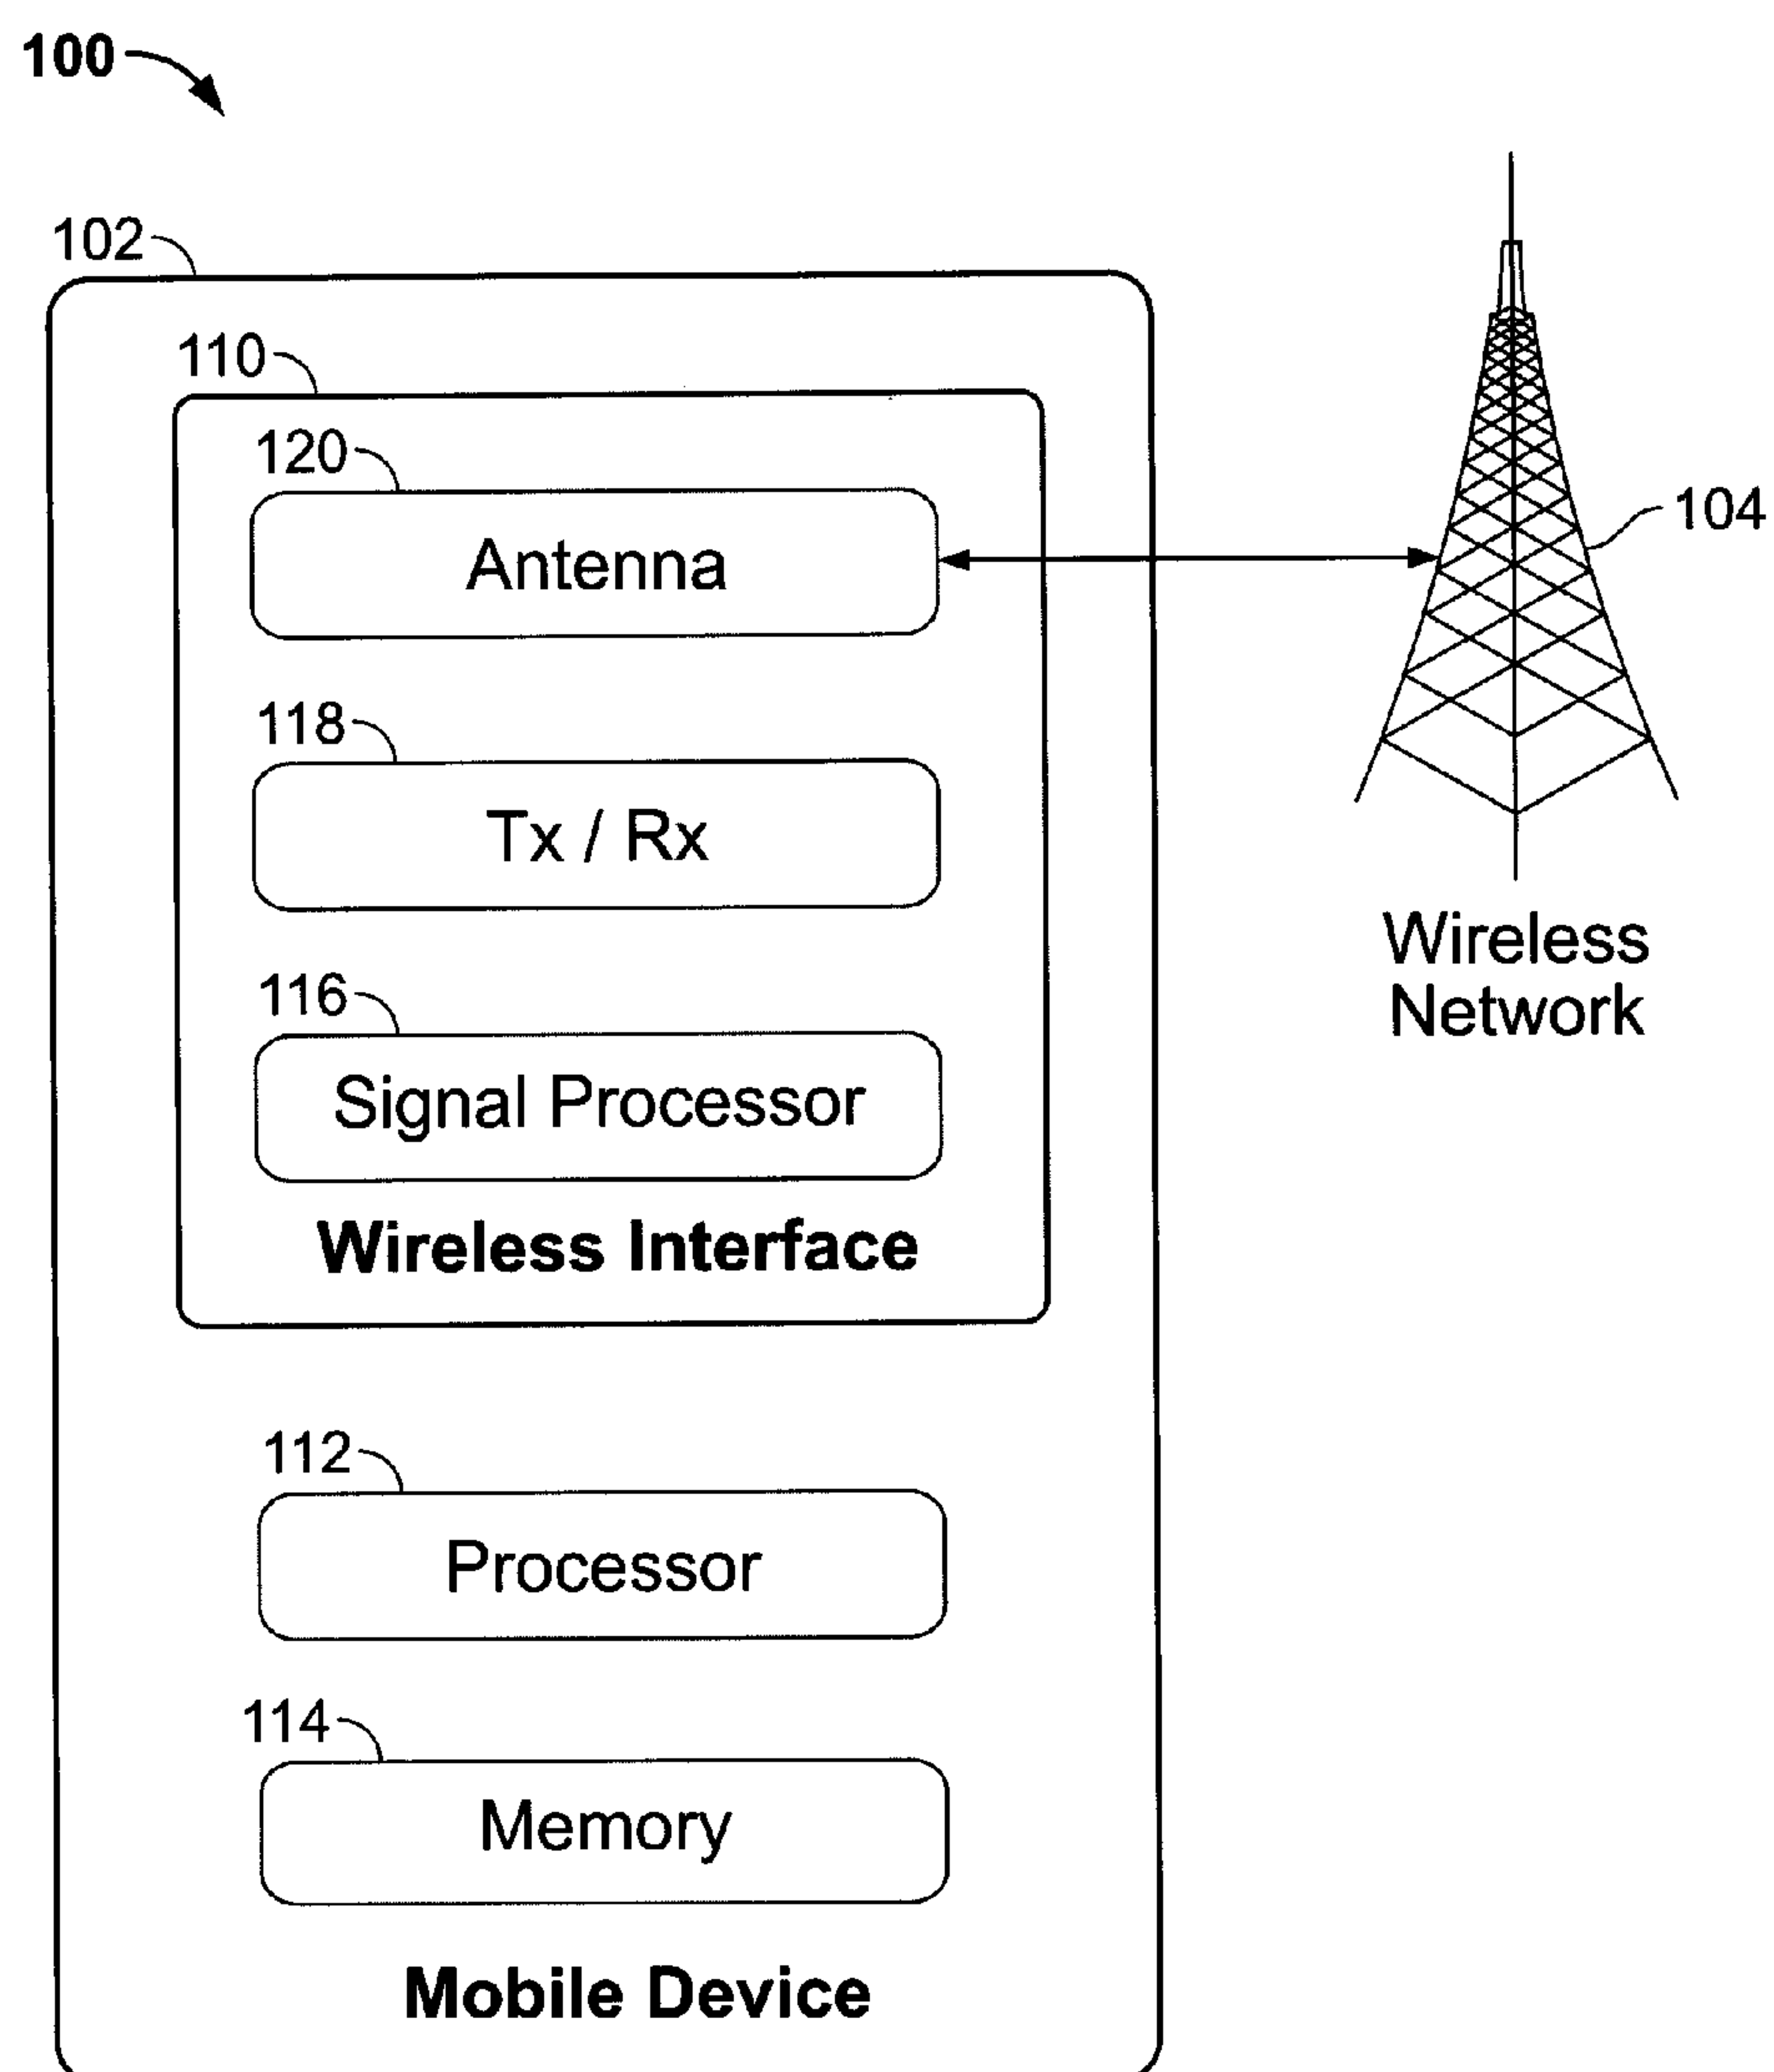 100
102
110
120
Antenna
104
118
Tx / Rx
Wireless
Network
116
Signal Processor
Wireless Interface
112
Processor
114
Memory
Mobile Device